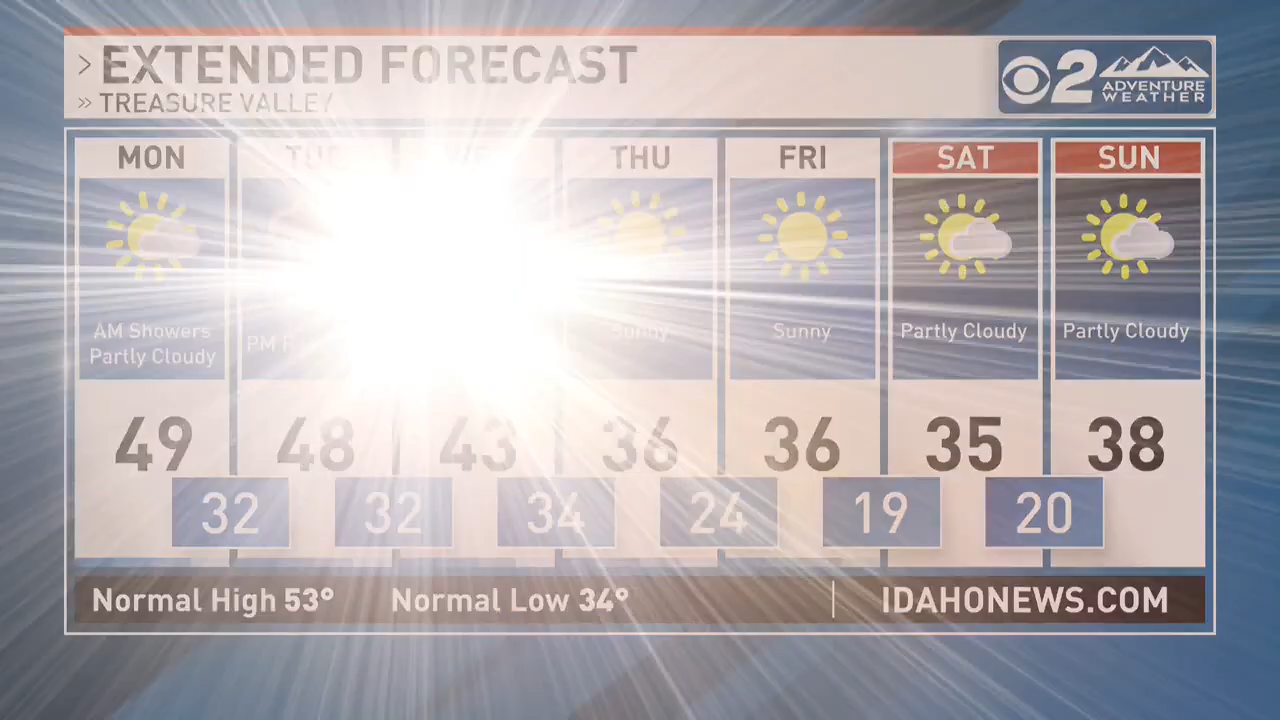 > EXTENDED FORECAST
» TREASURE VALLEY
2 ADVENTURE
WEATHER
MON THU FRI SAT SUN
AM Showers
Partly Cloudy
PM
Sunny
Sunny
Partly Cloudy
Partly Cloudy
49 48 43 36 36 35 38
32 32 34 24 19 20
Normal High 53° Normal Low 34° | IDAHONEWS.COM